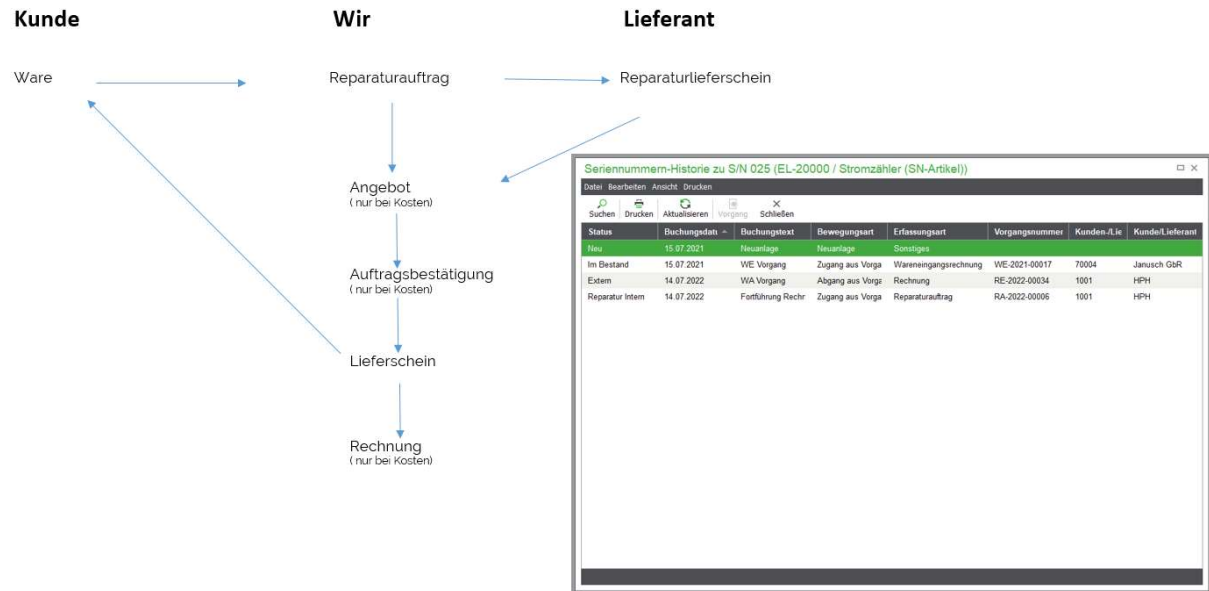 Kunde Wir Lieferant
Ware Reparaturauftrag Reparaturlieferschein
Angebot
( nur bei Kosten)
Auftragsbestätigung
( nur bei Kosten)
Lieferschein
Rechnung
( nur bei Kosten)
Seriennummern-Historie zu S/N 025 (EL-20000 / Stromzähler (SN-Artikel))
Datei Bearbeiten Ansicht Drucken
Suchen Drucken Aktualisieren Vorgang Schließen
Status Buchungsdatu Buchungstext Bewegungsart Erfassungsart Vorgangsnummer Kunden-/Lie Kunde/Lieferant
Neu 15.07.2021 Neuanlage Neuanlage Sonstiges
Im Bestand 15.07.2021 WE Vorgang Zugang aus Vorga Wareneingangsrechnung WE-2021-00017 70004 Janusch GbR
Extern 14.07.2022 WA Vorgang Abgang aus Vorga Rechnung RE-2022-00034 1001 HPH
Reparatur Intern 14.07.2022 Fortführung Rechr Zugang aus Vorga Reparaturauftrag RA-2022-00006 1001 HPH